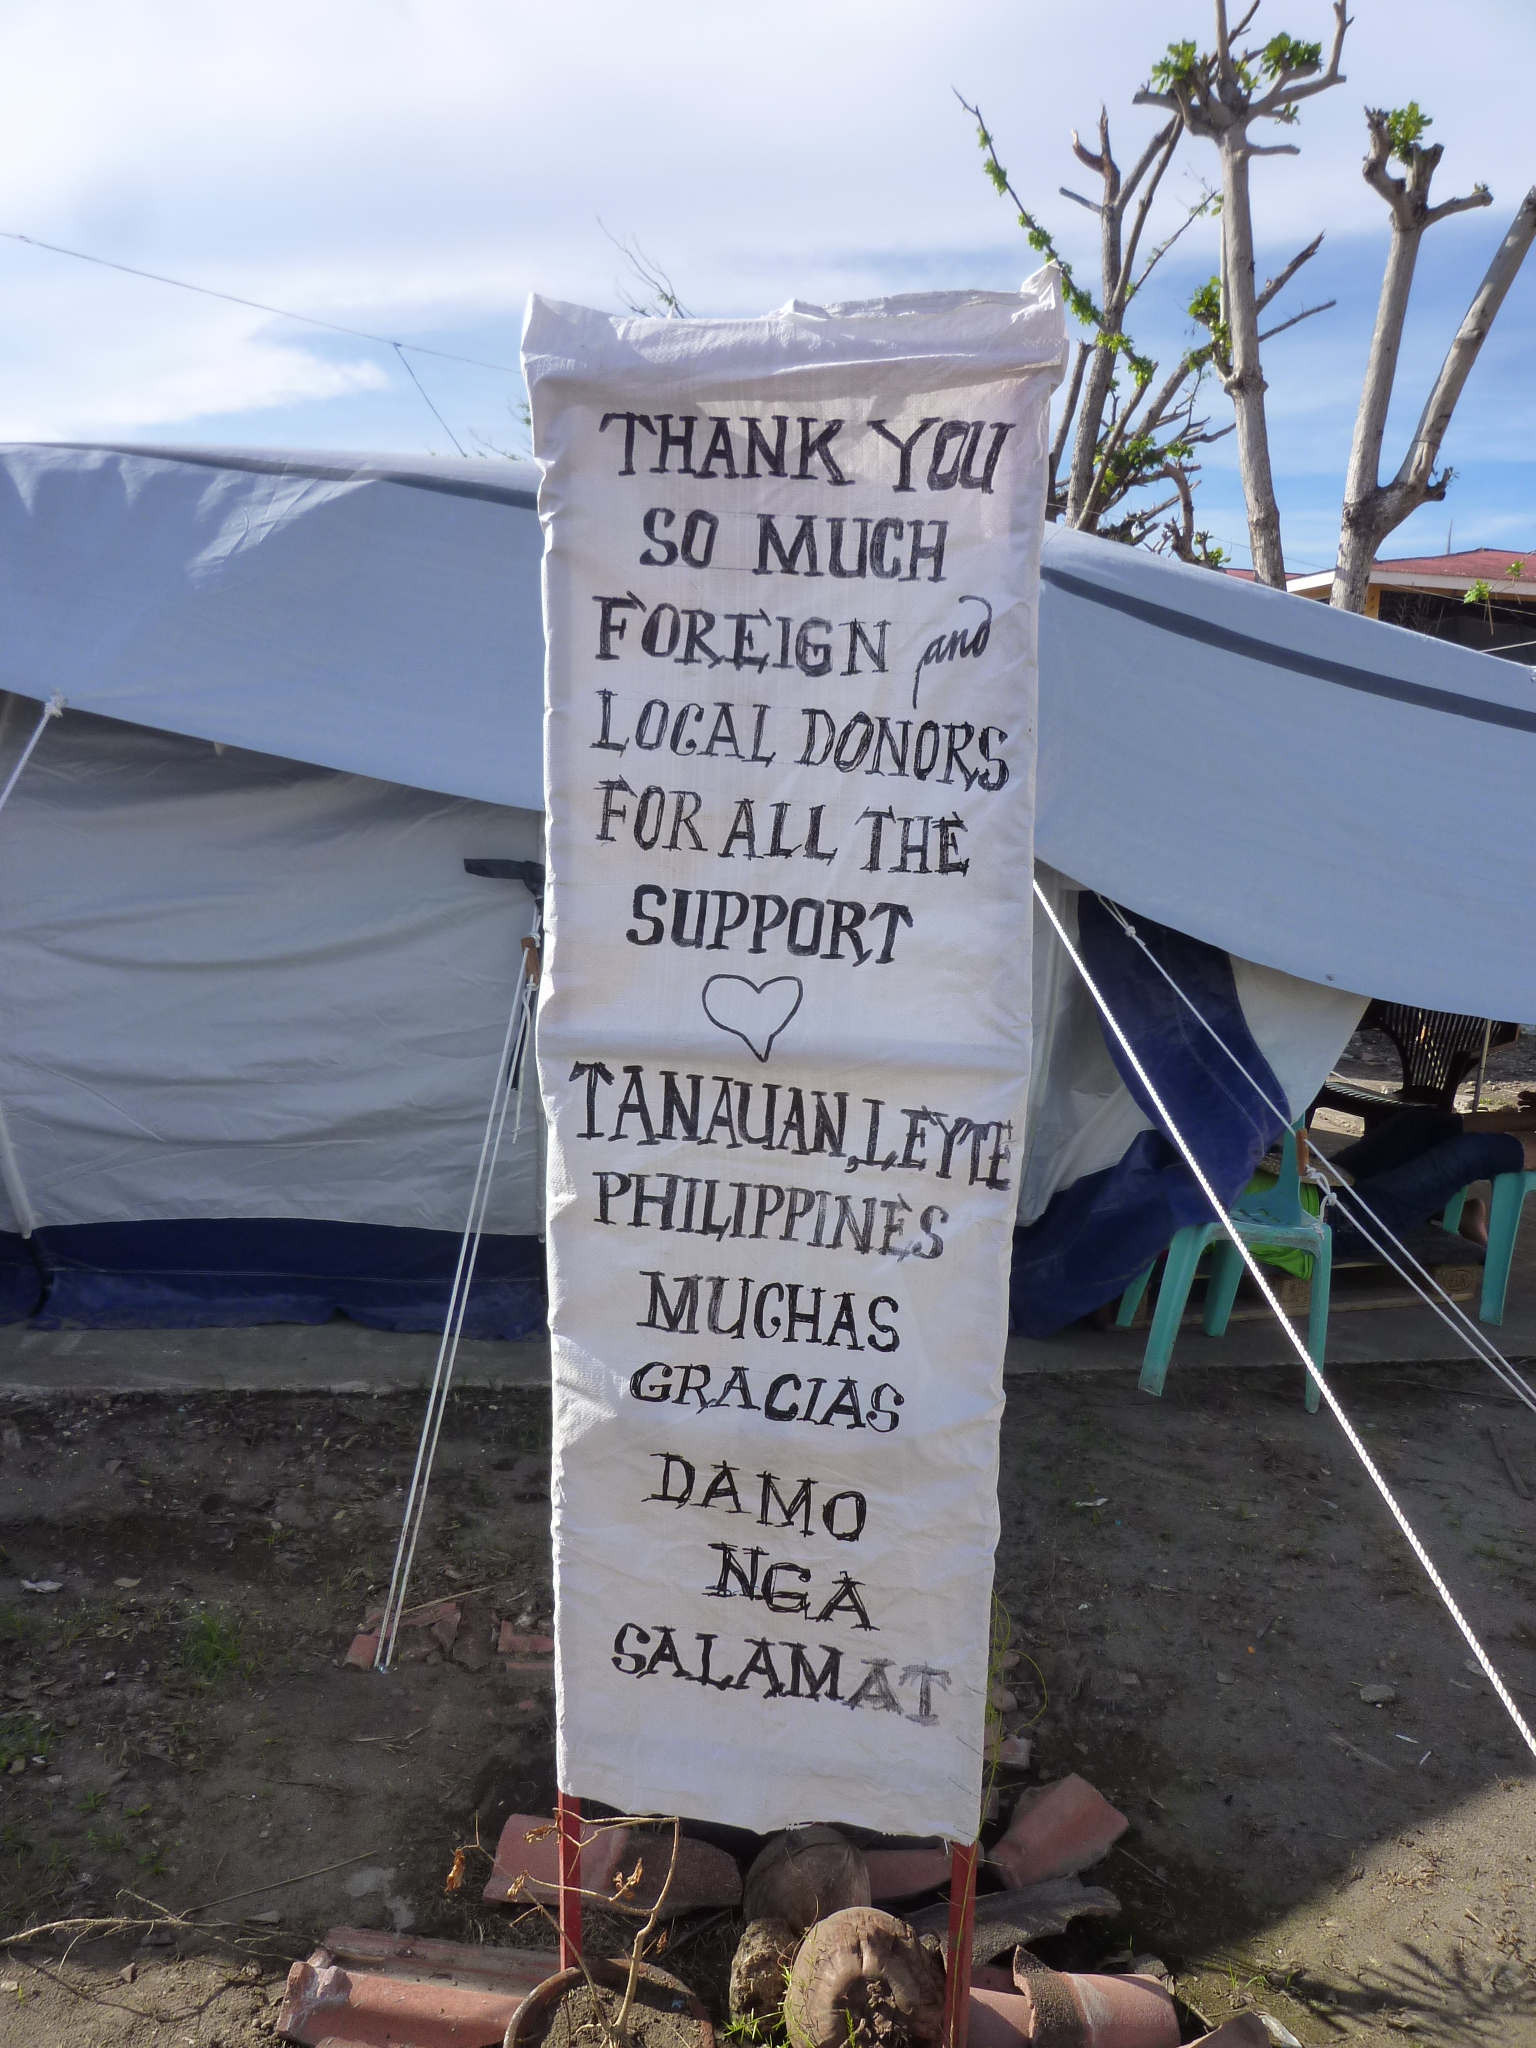 THANK YOU
SO MUCH
FOREIGN and
LOCAL DONORS
FOR ALL THE
SUPPORT
TANAUAN, LEYTE
PHILIPPINES
MUCHAS
GRACIAS
DAMO
NGA
SALAMAT